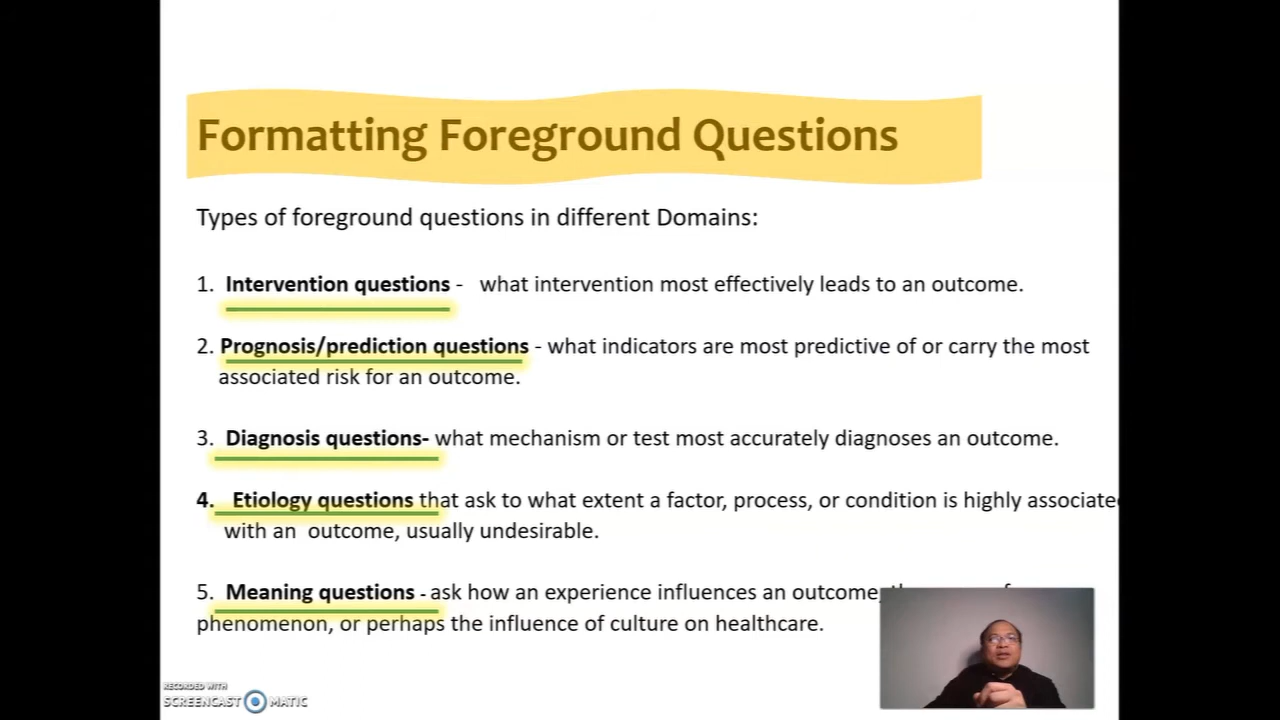 Formatting Foreground Questions
Types of foreground questions in different Domains:
1. Intervention questions - what intervention most effectively leads to an outcome.
2. Prognosis/prediction questions - what indicators are most predictive of or carry the most
associated risk for an outcome.
3. Diagnosis questions- what mechanism or test most accurately diagnoses an outcome.
4. Etiology questions that ask to what extent a factor, process, or condition is highly associate
with an outcome, usually undesirable.
5. Meaning questions - ask how an experience influences an outcome,
phenomenon, or perhaps the influence of culture on healthcare.
RECORDED WITH
SCREENCAST MATIC